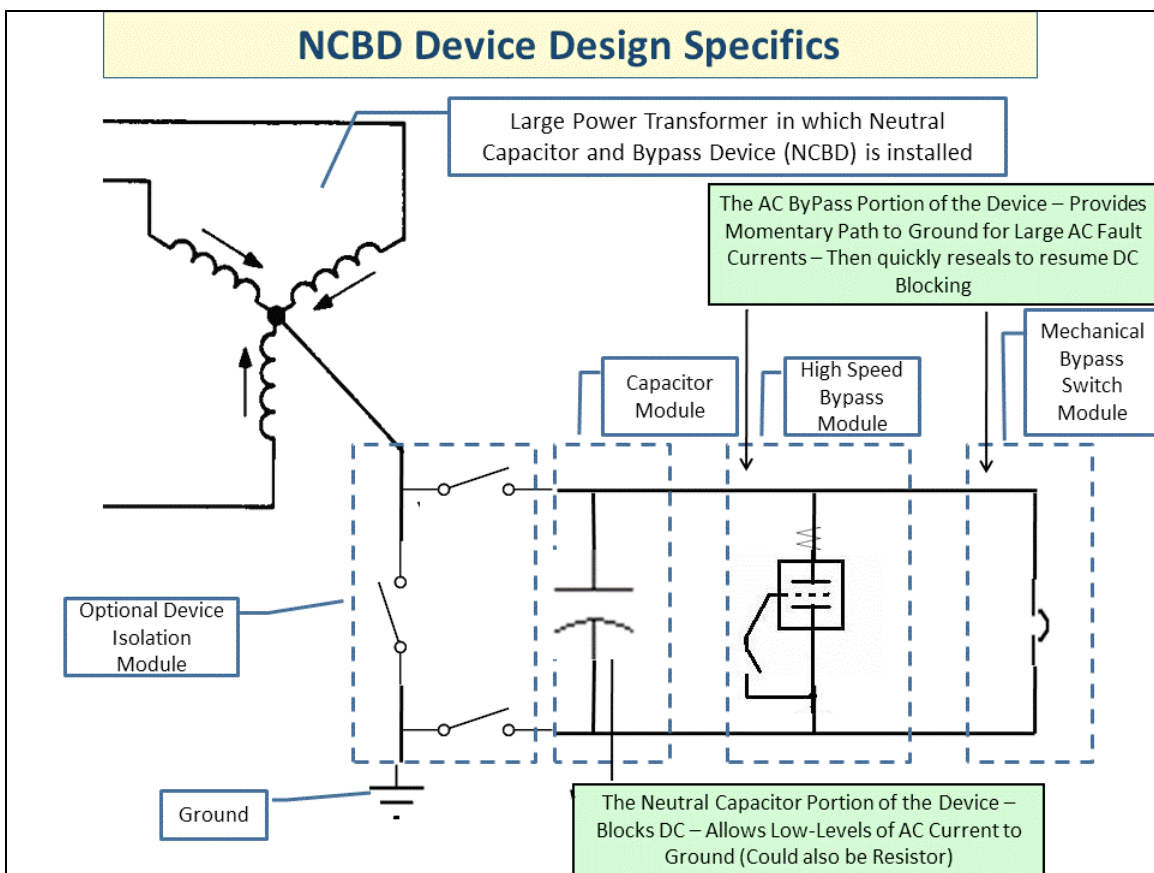 NCBD Device Design Specifics
Large Power Transformer in which Neutral
Capacitor and Bypass Device (NCBD) is installed
The AC ByPass Portion of the Device – Provides
Momentary Path to Ground for Large AC Fault
Currents – Then quickly reseals to resume DC
Blocking
Capacitor
Module
High Speed
Bypass
Module
Mechanical
Bypass
Switch
Module
Optional Device
Isolation
Module
Ground
The Neutral Capacitor Portion of the Device –
Blocks DC – Allows Low-Levels of AC Current to
Ground (Could also be Resistor)